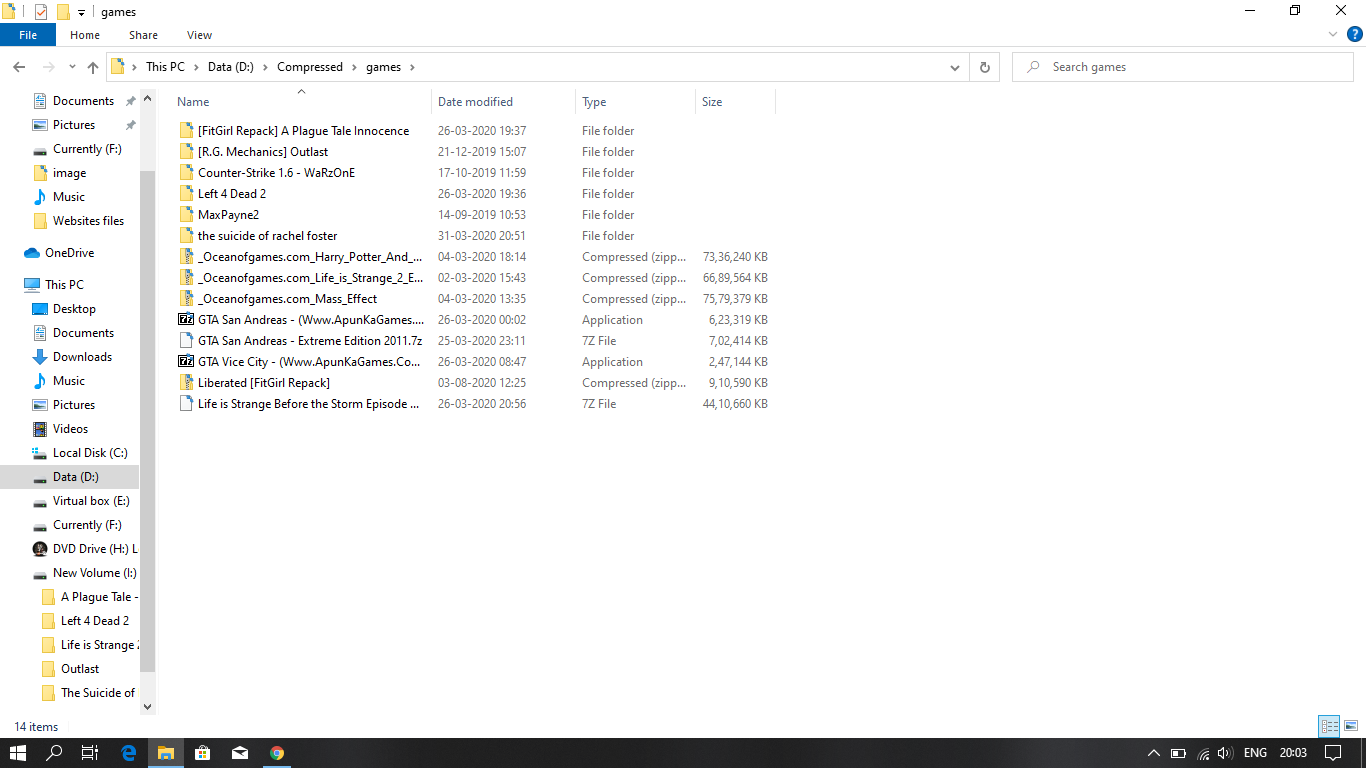 games
File Home Share View
This PC Data (D:) Compressed games
Search games
Documents
Pictures
Currently (F:)
image
Music
Websites files
OneDrive
This PC
Desktop
Documents
Downloads
Music
Pictures
Videos
Local Disk (C:)
Data (D:)
Virtual box (E:)
Currently (F:)
DVD Drive (H:) L
New Volume (I:)
A Plague Tale -
Left 4 Dead 2
Life is Strange 2
Outlast
The Suicide of
Name Date modified Type Size
[FitGirl Repack] A Plague Tale Innocence 26-03-2020 19:37 File folder
[R.G. Mechanics] Outlast 21-12-2019 15:07 File folder
Counter-Strike 1.6 - WaRzOnE 17-10-2019 11:59 File folder
Left 4 Dead 2 26-03-2020 19:36 File folder
MaxPayne2 14-09-2019 10:53 File folder
the suicide of rachel foster 31-03-2020 20:51 File folder
_Oceanofgames.com_Harry_Potter_And_... 04-03-2020 18:14 Compressed (zipp... 73,36,240 KB
_Oceanofgames.com_Life_is_Strange_2_E... 02-03-2020 15:43 Compressed (zipp... 66,89,564 KB
_Oceanofgames.com_Mass_Effect 04-03-2020 13:35 Compressed (zipp... 75,79,379 KB
GTA San Andreas - (Www.ApunKaGames.... 26-03-2020 00:02 Application 6,23,319 KB
GTA San Andreas - Extreme Edition 2011.7z 25-03-2020 23:11 7Z File 7,02,414 KB
GTA Vice City - (Www.ApunKaGames.Co... 26-03-2020 08:47 Application 2,47,144 KB
Liberated [FitGirl Repack] 03-08-2020 12:25 Compressed (zipp... 9,10,590 KB
Life is Strange Before the Storm Episode ... 26-03-2020 20:56 7Z File 44,10,660 KB
14 items
ENG 20:03